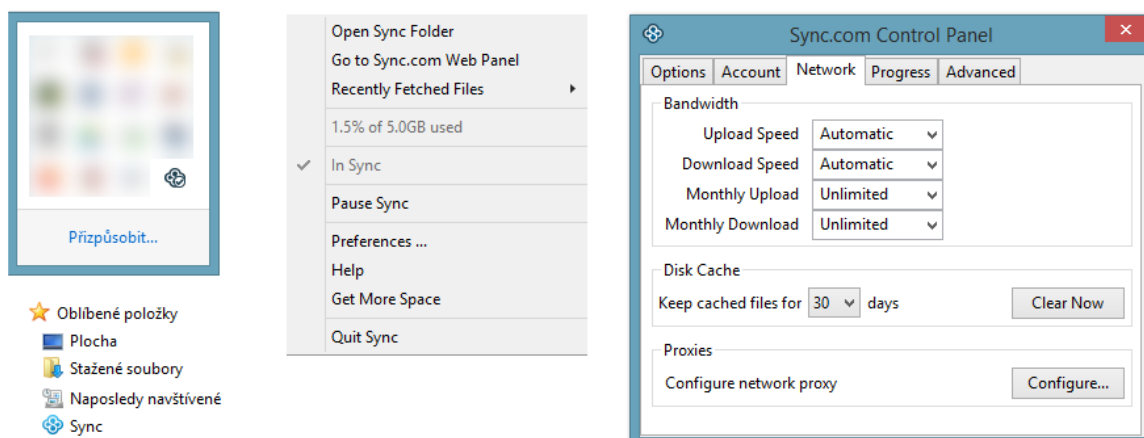 Přizpůsobit...
Oblíbené položky
Plocha
Stažené soubory
Naposledy navštívené
Sync
Open Sync Folder
Go to Sync.com Web Panel
Recently Fetched Files
1.5% of 5.0GB used
In Sync
Pause Sync
Preferences ...
Help
Get More Space
Quit Sync
Sync.com Control Panel
Options Account Network Progress Advanced
Bandwidth
Upload Speed Automatic
Download Speed Automatic
Monthly Upload Unlimited
Monthly Download Unlimited
Disk Cache
Keep cached files for 30 days Clear Now
Proxies
Configure network proxy Configure...